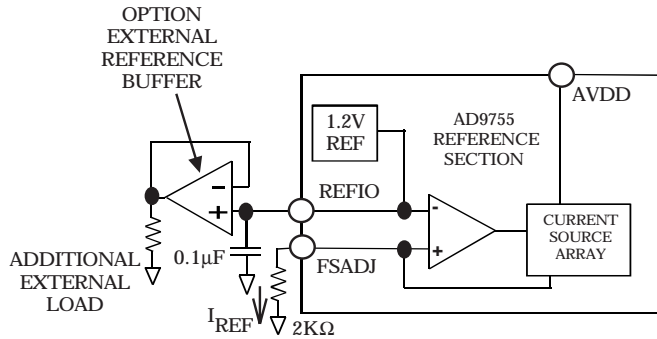 OPTION
EXTERNAL
REFERENCE
BUFFER
AVDD
1.2V
REF
AD9755
REFERENCE
SECTION
-
+
REFIO
-
+
CURRENT
SOURCE
ARRAY
ADDITIONAL
EXTERNAL
LOAD
0.1µF
FSADJ
IREF
2KΩ